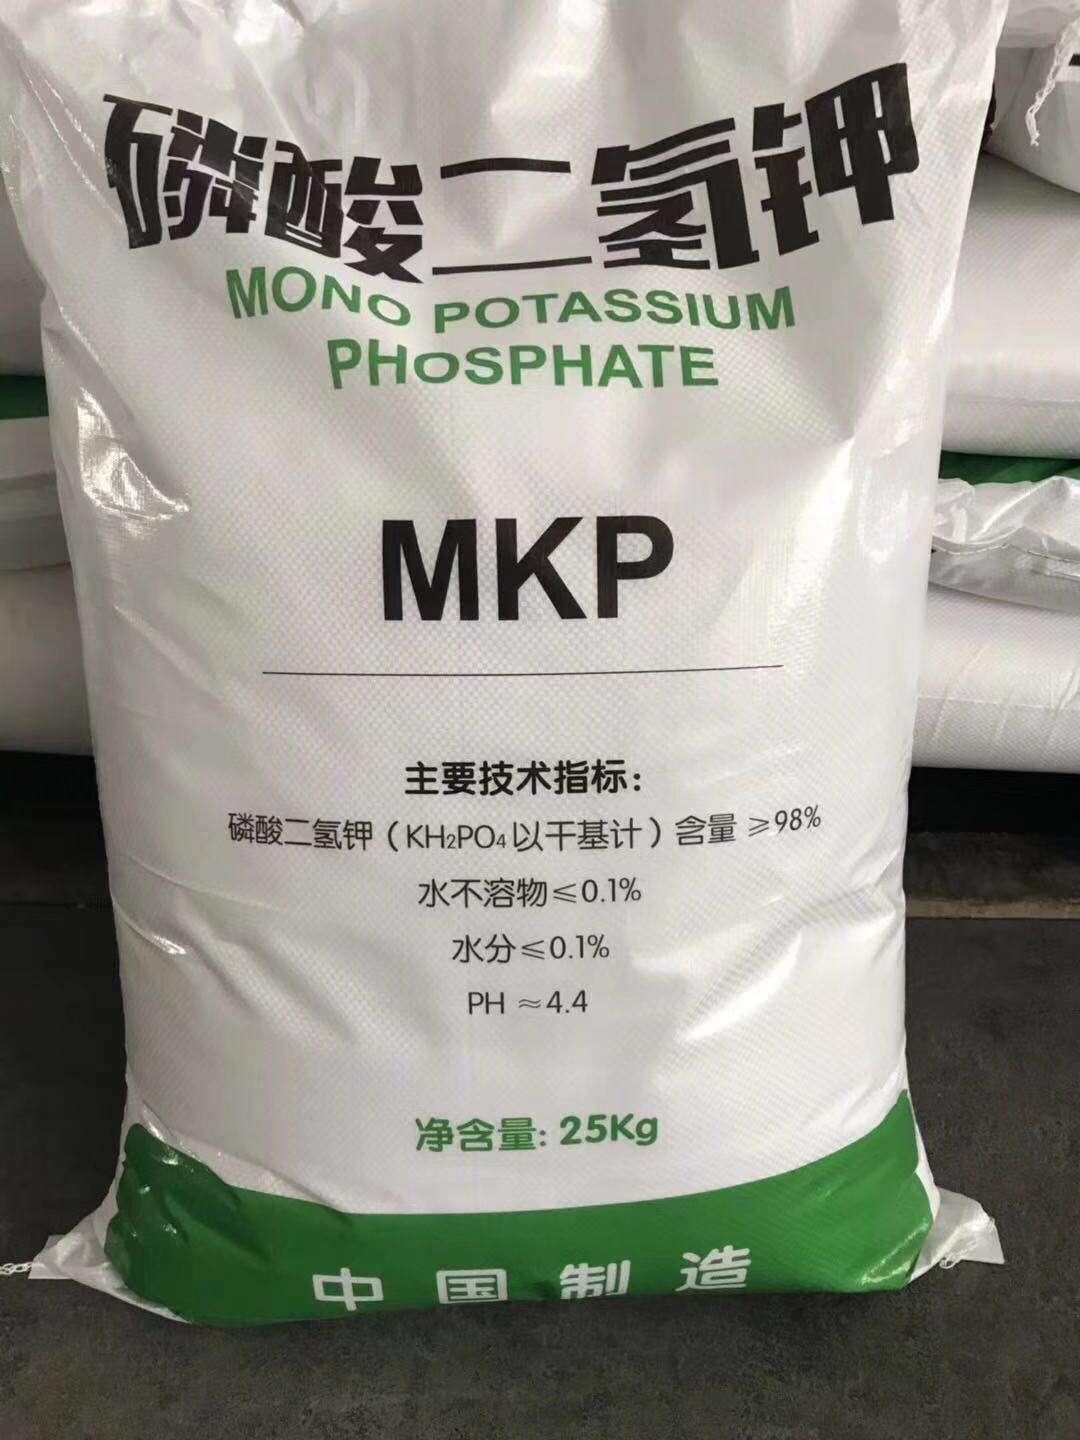 磷酸二氢钾
MONO POTASSIUM
PHOSPHATE
MKP
主要技术指标：
磷酸二氢钾（KH₂PO₄以干基计）含量 ≥98%
水不溶物≤0.1%
水分≤0.1%
PH ≈4.4
净含量: 25Kg
中国制造